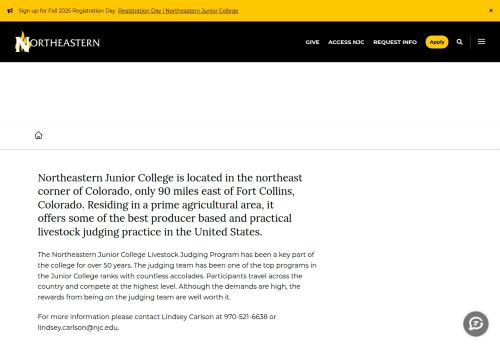 Sign up for Fall 2025 Registration Day Registration Day | Northeastern Junior College ×
NORTHEASTERN GIVE ACCESS NJC REQUEST INFO Apply
Northeastern Junior College is located in the northeast
corner of Colorado, only 90 miles east of Fort Collins,
Colorado. Residing in a prime agricultural area, it
offers some of the best producer based and practical
livestock judging practice in the United States.
The Northeastern Junior College Livestock Judging Program has been a key part of
the college for over 50 years. The judging team has been one of the top programs in
the Junior College ranks with countless accolades. Participants travel across the
country and compete at the highest level. Although the demands are high, the
rewards from being on the judging team are well worth it.
For more information please contact Lindsey Carlson at 970-521-6638 or
lindsey.carlson@njc.edu.